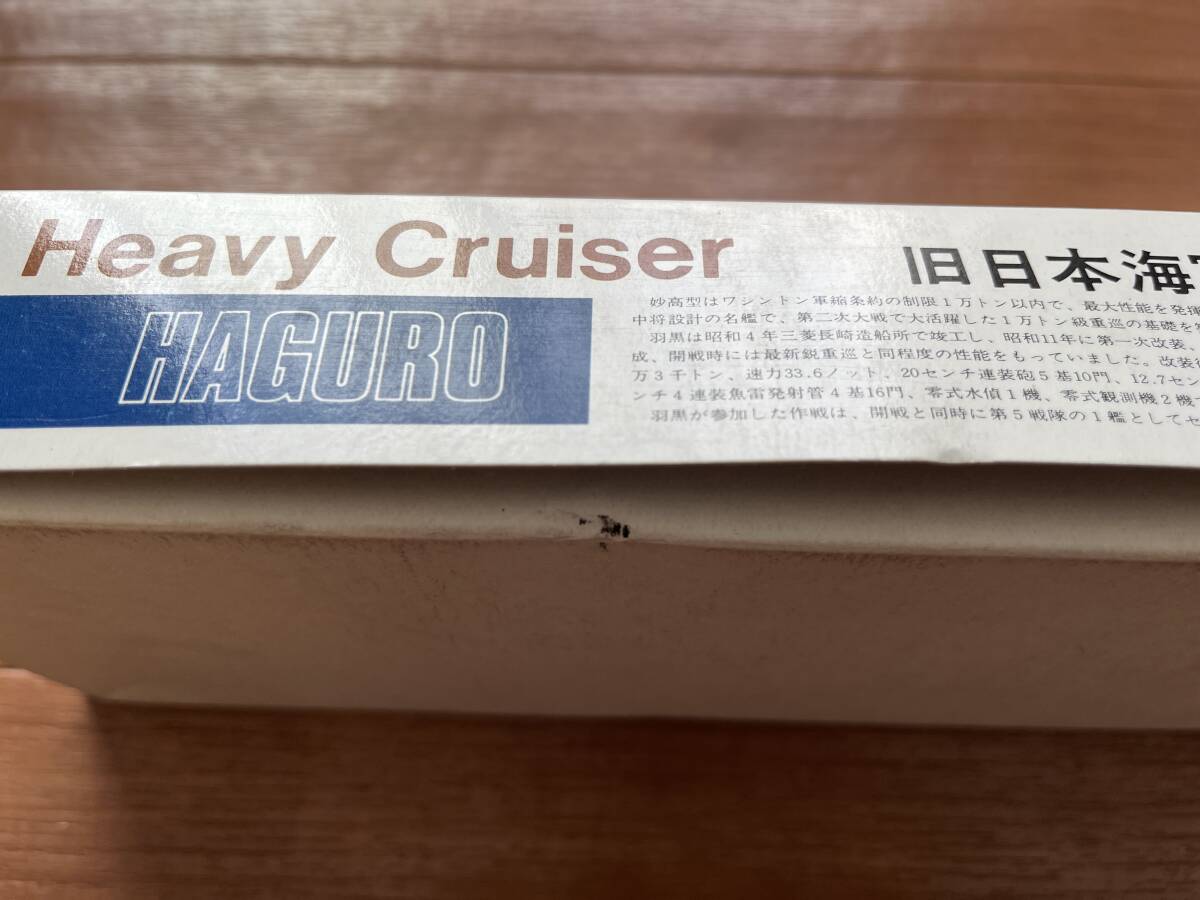 Heavy Cruiser
HAGURO
旧日本海
妙高型はワシントン軍縮条約の制限1万トン以内で、最大性能を発揮
中将設計の名艦で、第二次大戦で大活躍した1万トン級重巡の基礎を
羽黒は昭和4年三菱長崎造船所で竣工し、昭和11年に第一次改装、
成、開戦時には最新鋭重巡と同程度の性能をもっていました。改装
万3千トン、速力33.6ノット、20センチ連装砲5基10門、12.7セン
ンチ4連装魚雷発射管4基16門、零式水偵1機、零式観測機2機で
羽黒が参加した作戦は、開戦と同時に第5戦隊の1艦としてセ